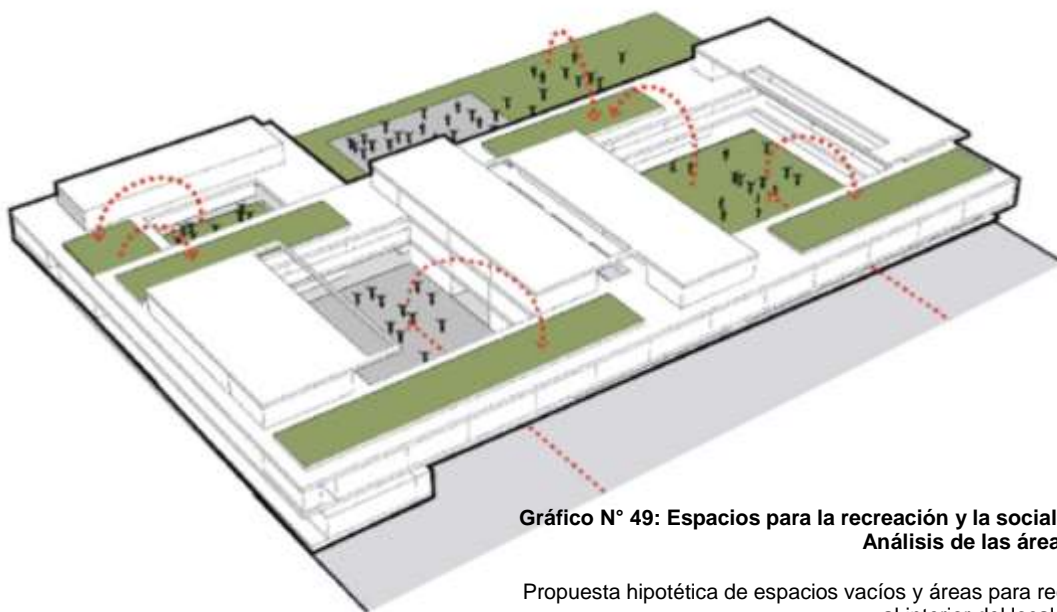 Gráfico N° 49: Espacios para la recreación y la social
Análisis de las área
Propuesta hipotética de espacios vacíos y áreas para re